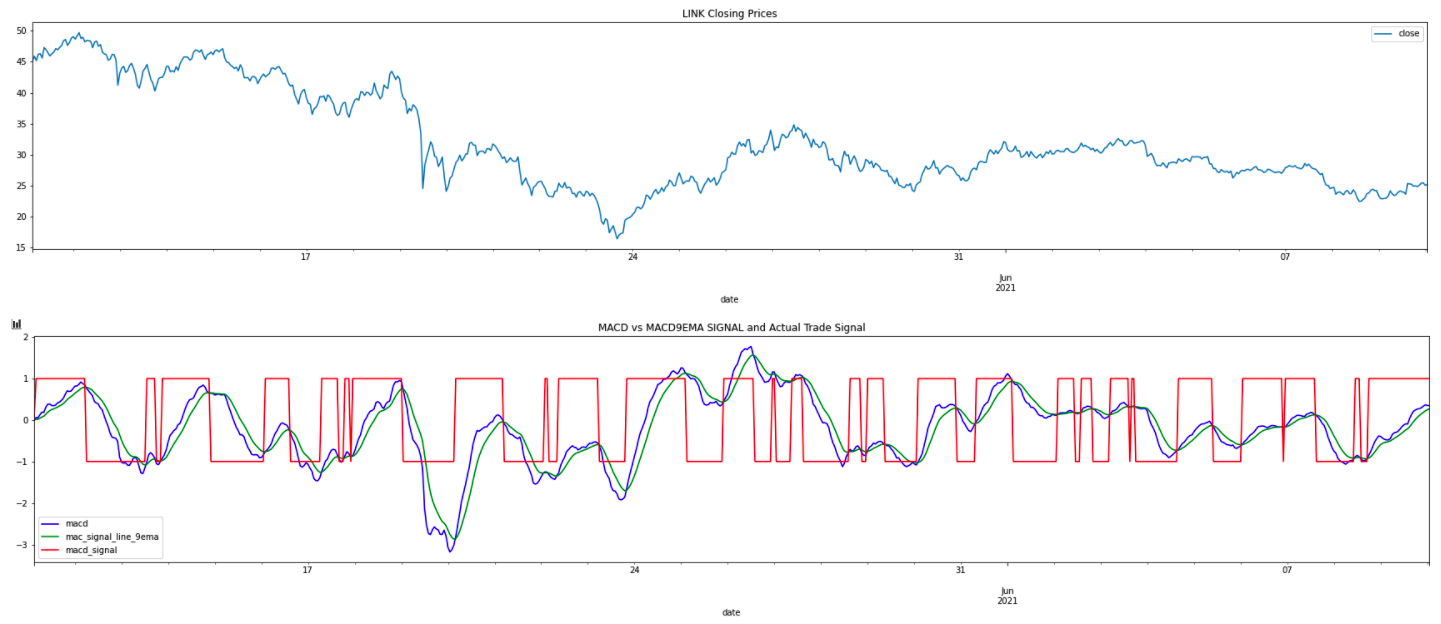 LINK Closing Prices
50
45
40
35
30
25
20
15
close
17
24
31
Jun
2021
07
date
MACD vs MACD9EMA SIGNAL and Actual Trade Signal
2
1
0
−1
−2
−3
macd
mac_signal_line_9ema
macd_signal
17
24
31
Jun
2021
07
date